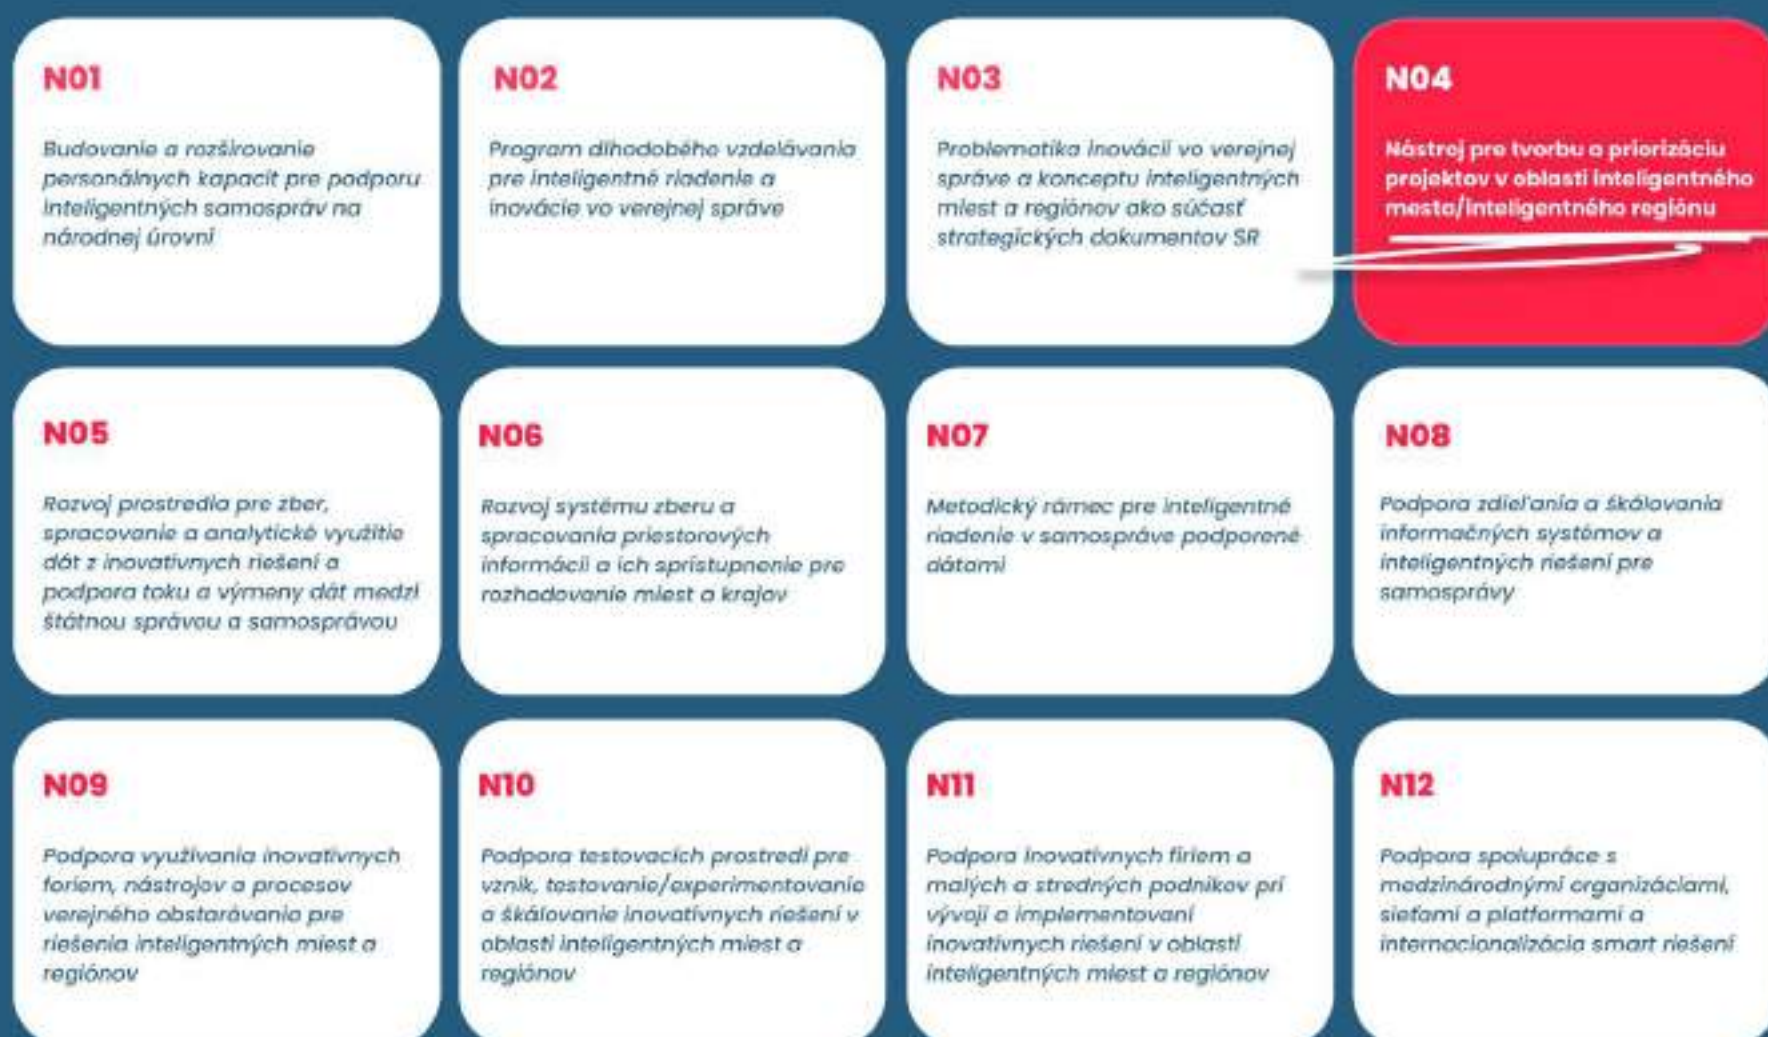 N01
Budovanie a rozširovanie
personálnych kapacít pre podporu
inteligentných samospráv na
národnej úrovni
N02
Program dlhodobého vzdelávania
pre inteligentné riadenie a
inovácie vo verejnej správe
N03
Problematika inovácií vo verejnej
správe a konceptu inteligentných
miest a regiónov ako súčasť
strategických dokumentov SR
N04
Nástroj pre tvorbu a priorizáciu
projektov v oblasti inteligentného
mesta/inteligentného regiónu
N05
Rozvoj prostredia pre zber,
spracovanie a analytické využitie
dát z inovatívnych riešení a
podpora toku a výmeny dát medzi
štátnou správou a samosprávou
N06
Rozvoj systému zberu a
spracovania priestorových
informácií a ich sprístupnenie pre
rozhodovanie miest a krajov
N07
Metodický rámec pre inteligentné
riadenie v samospráve podporené
dátami
N08
Podpora zdieľania a škálovania
informačných systémov a
inteligentných riešení pre
samosprávy
N09
Podpora využívania inovatívnych
foriem, nástrojov a procesov
verejného obstarávania pre
riešenia inteligentných miest a
regiónov
N10
Podpora testovacích prostredí pre
vznik, testovanie/experimentovanie
a škálovanie inovatívnych riešení v
oblasti inteligentných miest a
regiónov
N11
Podpora inovatívnych firiem a
malých a stredných podnikov pri
vývoji a implementovaní
inovatívnych riešení v oblasti
inteligentných miest a regiónov
N12
Podpora spolupráce s
medzinárodnými organizáciami,
sieťami a platformami a
internacionalizácia smart riešení